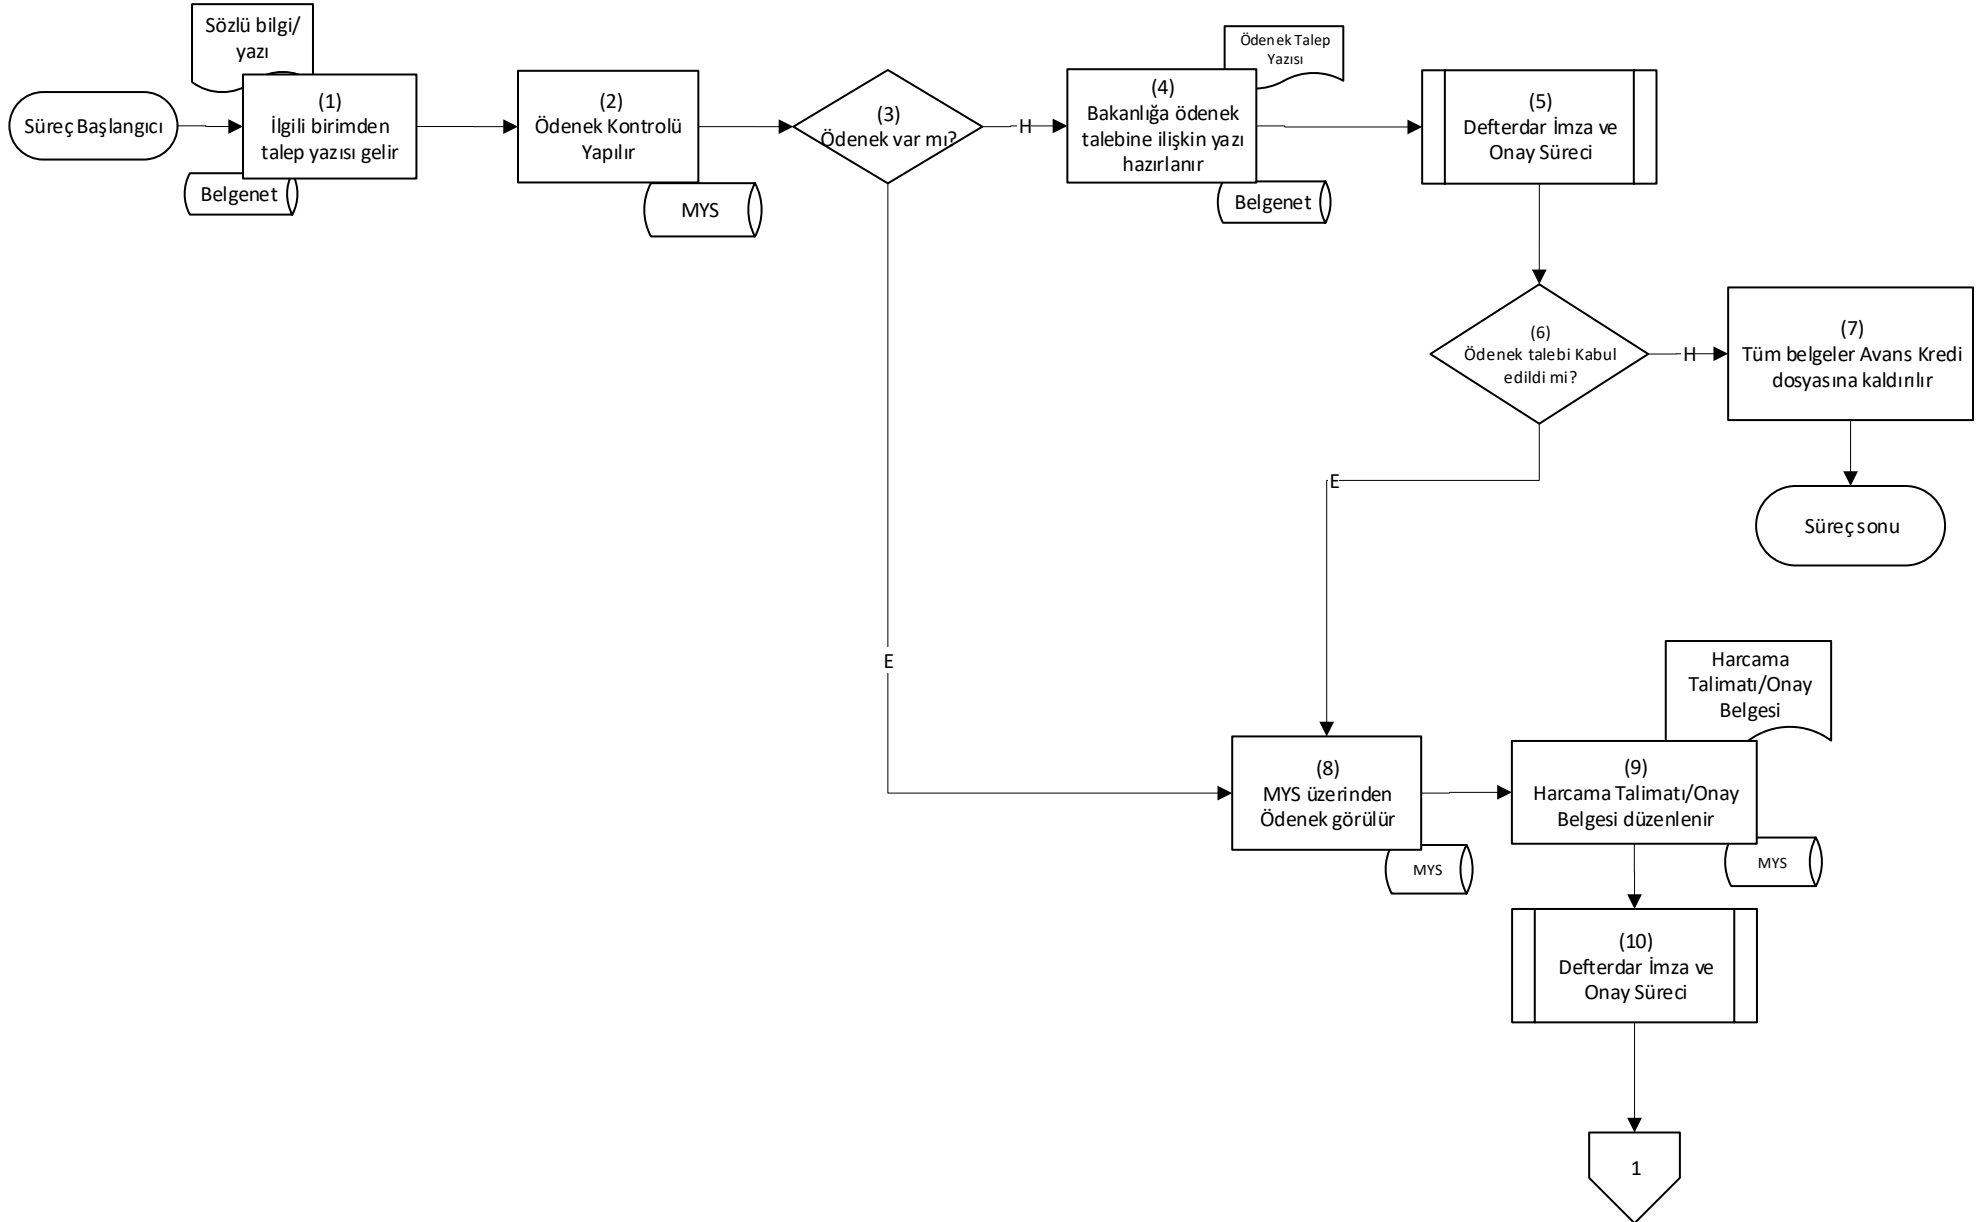 Sözlü bilgi/
yazı
Süreç Başlangıcı
(1)
İlgili birimden
talep yazısı gelir
Belgenet
(2)
Ödenek Kontrolü
Yapılır
MYS
(3)
Ödenek var mı?
H
Ödenek Talep
Yazısı
(4)
Bakanlığa ödenek
talebine ilişkin yazı
hazırlanır
Belgenet
(5)
Defterdar İmza ve
Onay Süreci
(6)
Ödenek talebi Kabul
edildi mi?
H
(7)
Tüm belgeler Avans Kredi
dosyasına kaldırılır
Süreç sonu
E
E
(8)
MYS üzerinden
Ödenek görülür
MYS
Harcama
Talimatı/Onay
Belgesi
(9)
Harcama Talimatı/Onay
Belgesi düzenlenir
MYS
(10)
Defterdar İmza ve
Onay Süreci
1